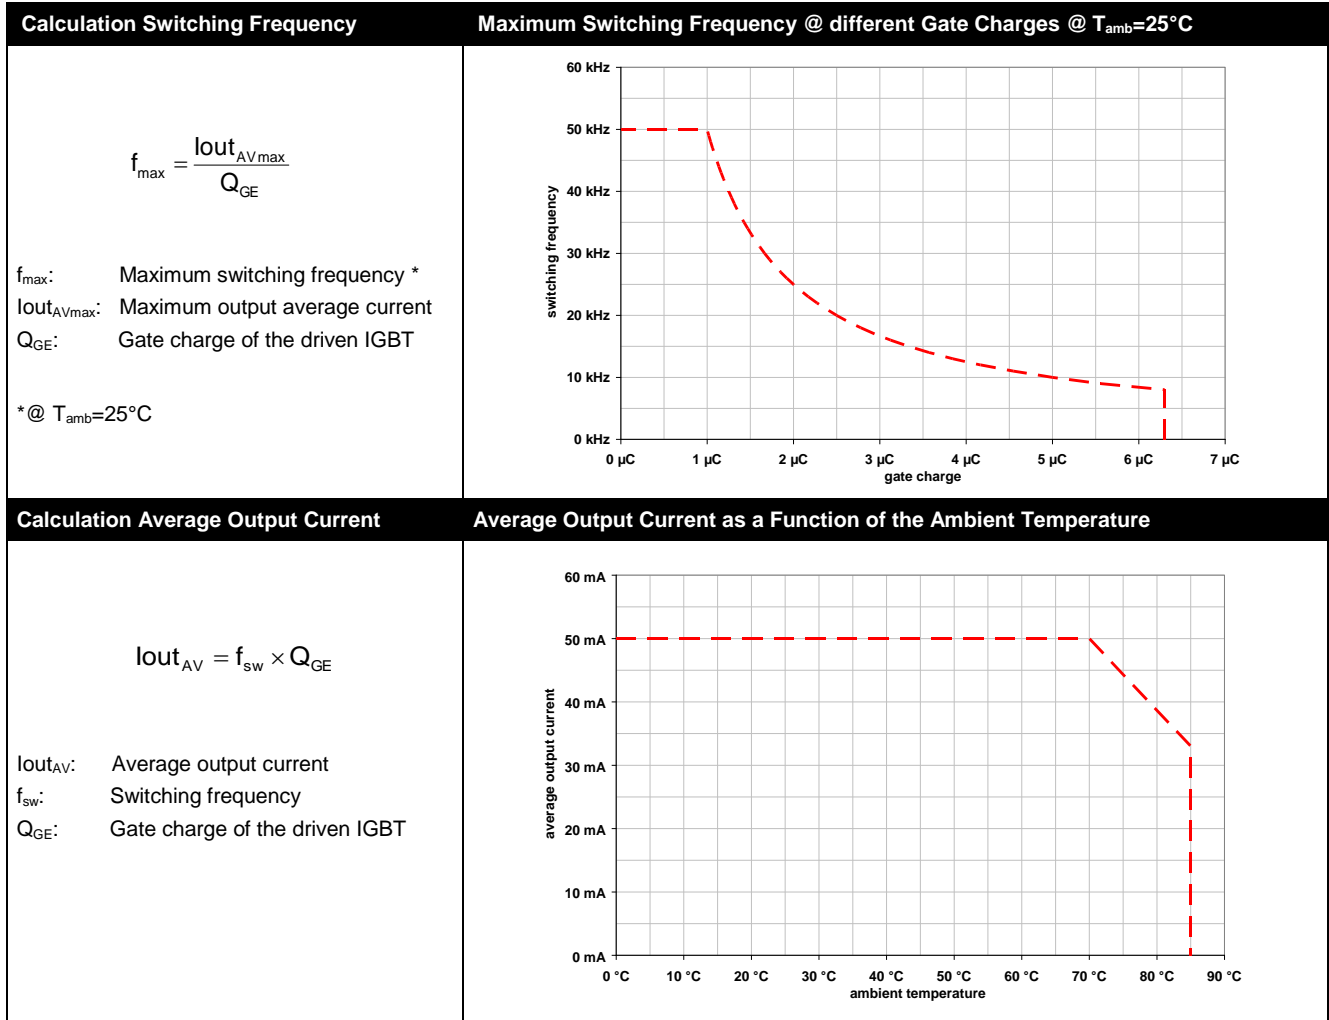 Calculation Switching Frequency
Maximum Switching Frequency @ different Gate Charges @ Tamb=25°C
fmax = IoutAVmax / QGE
fmax: Maximum switching frequency *
IoutAVmax: Maximum output average current
QGE: Gate charge of the driven IGBT
*@ Tamb=25°C
60 kHz
50 kHz
40 kHz
30 kHz
20 kHz
10 kHz
0 kHz
switching frequency
0 µC 1 µC 2 µC 3 µC 4 µC 5 µC 6 µC 7 µC
gate charge
Calculation Average Output Current
Average Output Current as a Function of the Ambient Temperature
IoutAV = fsw × QGE
IoutAV: Average output current
fsw: Switching frequency
QGE: Gate charge of the driven IGBT
60 mA
50 mA
40 mA
30 mA
20 mA
10 mA
0 mA
average output current
0 °C 10 °C 20 °C 30 °C 40 °C 50 °C 60 °C 70 °C 80 °C 90 °C
ambient temperature